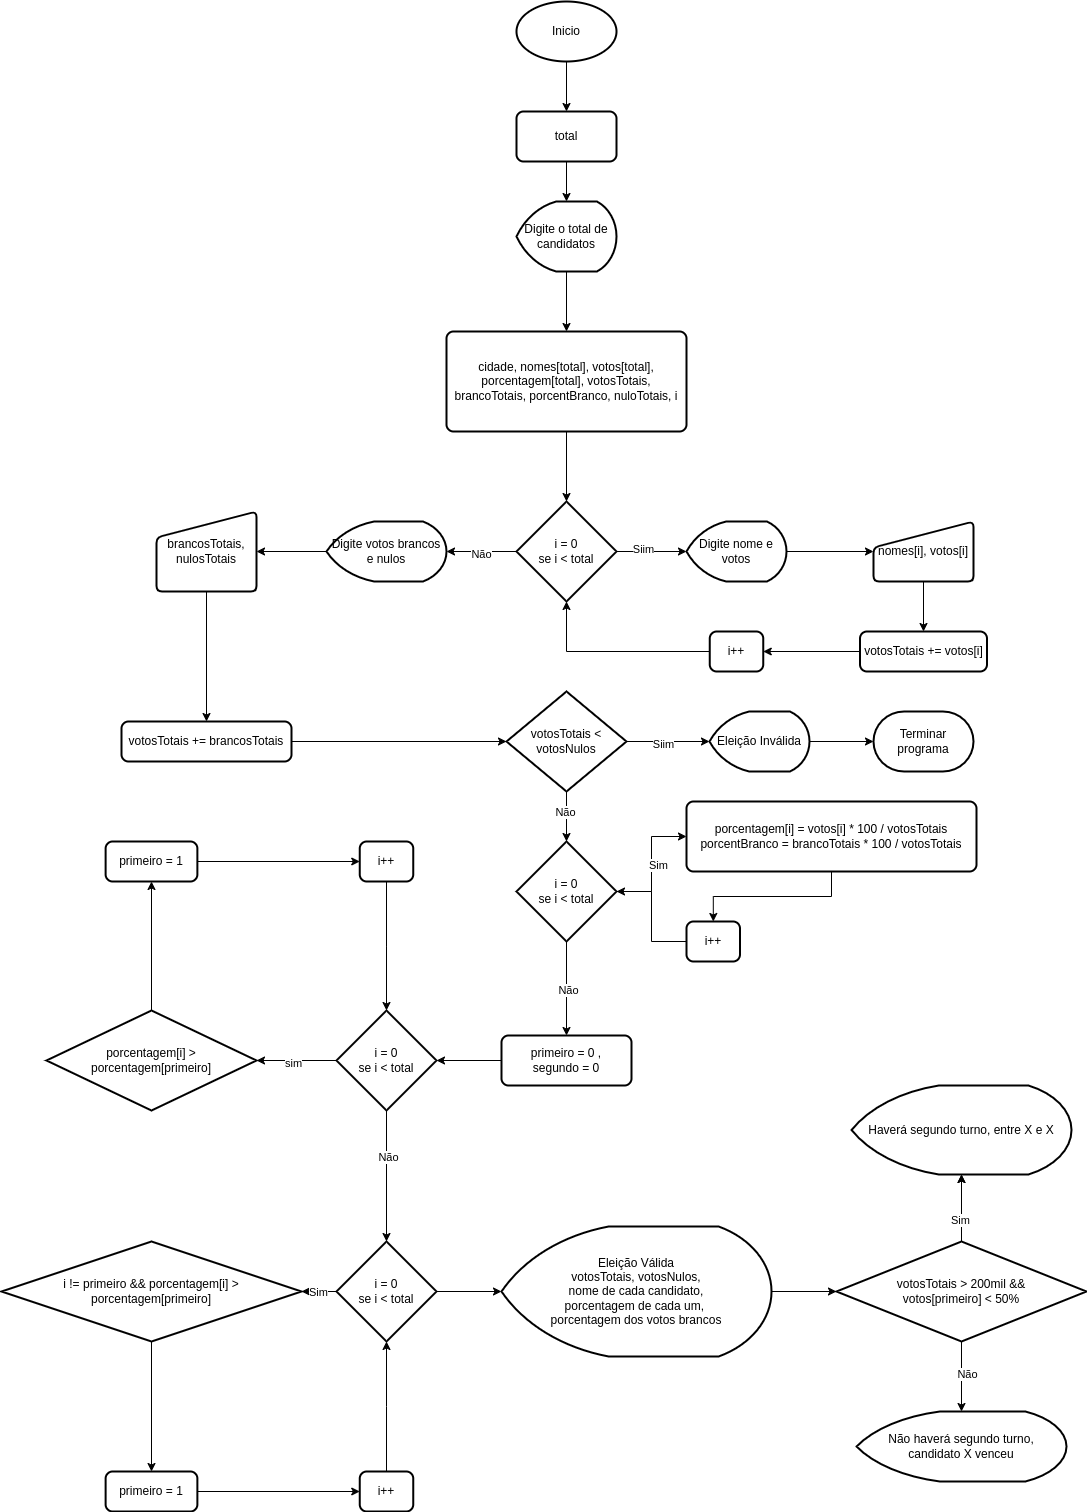 Inicio
total
Digite o total de
candidatos
cidade, nomes[total], votos[total],
porcentagem[total], votosTotais,
brancoTotais, porcentBranco, nuloTotais, i
i = 0
se i < total
Siim
Digite nome e
votos
nomes[i], votos[i]
votosTotais += votos[i]
i++
Não
Digite votos brancos
e nulos
brancosTotais,
nulosTotais
votosTotais += brancosTotais
votosTotais <
votosNulos
Siim
Eleição Inválida
Terminar
programa
Não
i = 0
se i < total
Sim
porcentagem[i] = votos[i] * 100 / votosTotais
porcentBranco = brancoTotais * 100 / votosTotais
i++
Não
primeiro = 0 ,
segundo = 0
i = 0
se i < total
sim
porcentagem[i] >
porcentagem[primeiro]
primeiro = 1
i++
Não
i = 0
se i < total
Sim
i != primeiro && porcentagem[i] >
porcentagem[primeiro]
primeiro = 1
i++
Eleição Válida
votosTotais, votosNulos,
nome de cada candidato,
porcentagem de cada um,
porcentagem dos votos brancos
votosTotais > 200mil &&
votos[primeiro] < 50%
Sim
Haverá segundo turno, entre X e X
Não
Não haverá segundo turno,
candidato X venceu